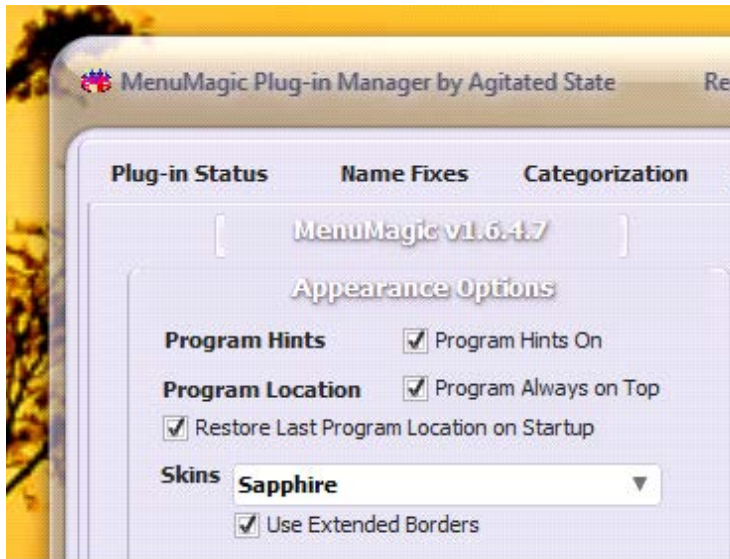 MenuMagic Plug-in Manager by Agitated State Re
Plug-in Status Name Fixes Categorization
MenuMagic v1.6.4.7
Appearance Options
Program Hints Program Hints On
Program Location Program Always on Top
Restore Last Program Location on Startup
Skins Sapphire
Use Extended Borders